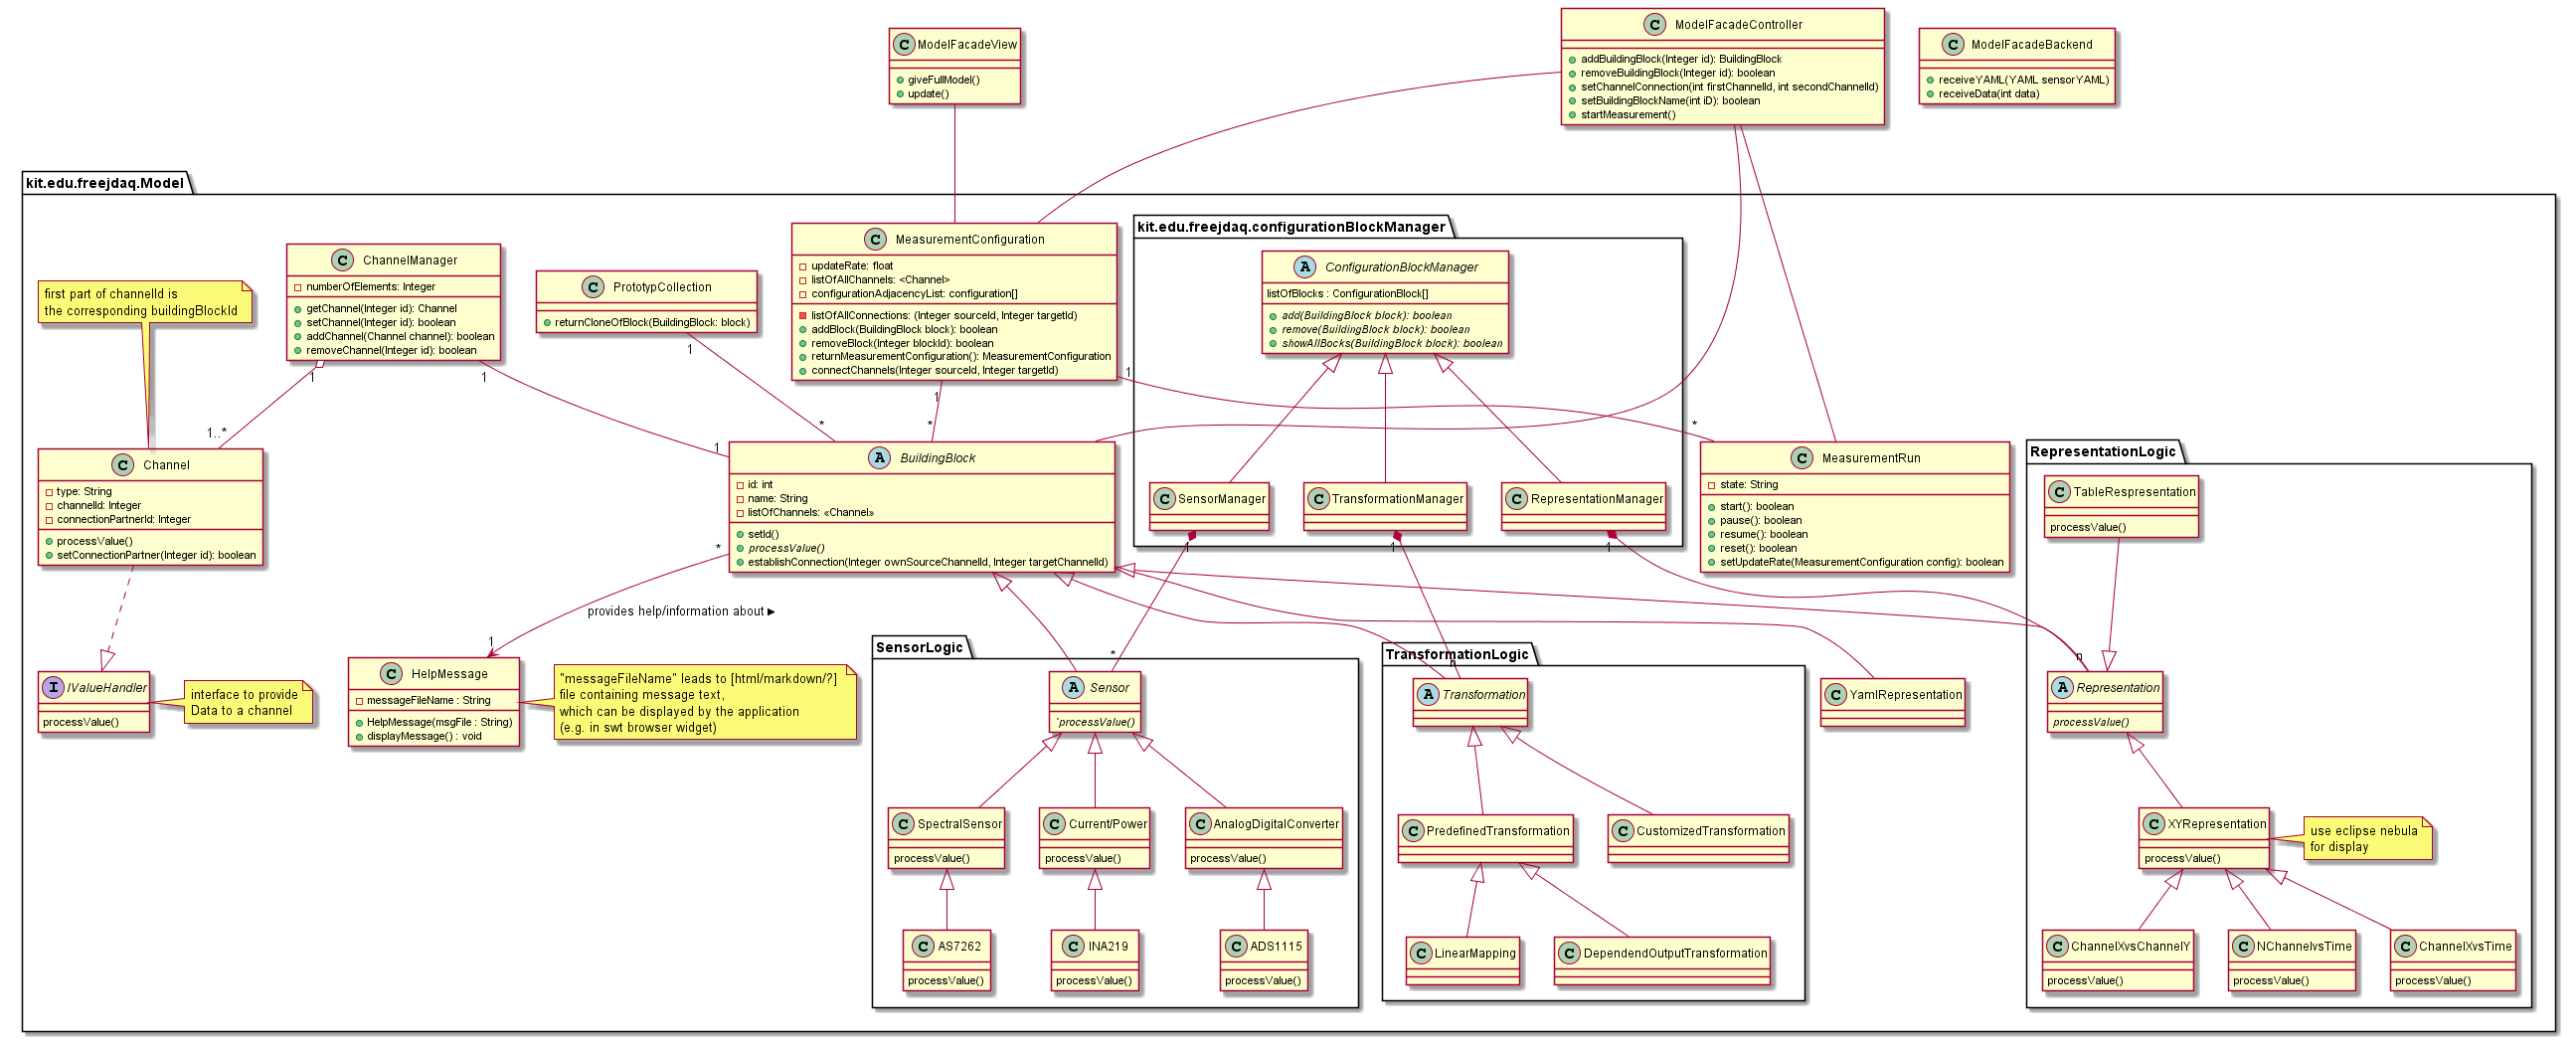 ModelFacadeView
giveFullModel()
update()
ModelFacadeController
addBuildingBlock(Integer id): BuildingBlock
removeBuildingBlock(Integer id): boolean
setChannelConnection(int firstChannelId, int secondChannelId)
setBuildingBlockName(int iD): boolean
startMeasurement()
ModelFacadeBackend
receiveYAML(YAML sensorYAML)
receiveData(int data)
kit.edu.freejdaq.Model
first part of channelId is
the corresponding buildingBlockId
ChannelManager
numberOfElements: Integer
getChannel(Integer id): Channel
setChannel(Integer id): boolean
addChannel(Channel channel): boolean
removeChannel(Integer id): boolean
PrototypCollection
returnCloneOfBlock(BuildingBlock: block)
MeasurementConfiguration
updateRate: float
listOfAllChannels: <Channel>
configurationAdjacencyList: configuration[]
listOfAllConnections: (Integer sourceId, Integer targetId)
addBlock(BuildingBlock block): boolean
removeBlock(Integer blockId): boolean
returnMeasurementConfiguration(): MeasurementConfiguration
connectChannels(Integer sourceId, Integer targetId)
kit.edu.freejdaq.configurationBlockManager
ConfigurationBlockManager
listOfBlocks : ConfigurationBlock[]
add(BuildingBlock block): boolean
remove(BuildingBlock block): boolean
showAllBocks(BuildingBlock block): boolean
1
1
1
1
1
1..*
*
*
*
1
Channel
type: String
channelId: Integer
connectionPartnerId: Integer
processValue()
setConnectionPartner(Integer id): boolean
BuildingBlock
id: int
name: String
listOfChannels: «Channel»
setId()
processValue()
establishConnection(Integer ownSourceChannelId, Integer targetChannelId)
SensorManager
TransformationManager
RepresentationManager
1
1
1
MeasurementRun
state: String
start(): boolean
pause(): boolean
resume(): boolean
reset(): boolean
setUpdateRate(MeasurementConfiguration config): boolean
RepresentationLogic
TableRespresentation
processValue()
*
provides help/information about ►
1
*
n
n
IValueHandler
processValue()
interface to provide
Data to a channel
HelpMessage
messageFileName : String
HelpMessage(msgFile : String)
displayMessage() : void
"messageFileName" leads to [html/markdown/?]
file containing message text,
which can be displayed by the application
(e.g. in swt browser widget)
SensorLogic
Sensor
´processValue()
TransformationLogic
Transformation
YamlRepresentation
Representation
processValue()
SpectralSensor
processValue()
Current/Power
processValue()
AnalogDigitalConverter
processValue()
PredefinedTransformation
CustomizedTransformation
XYRepresentation
processValue()
use eclipse nebula
for display
AS7262
processValue()
INA219
processValue()
ADS1115
processValue()
LinearMapping
DependendOutputTransformation
ChannelXvsChannelY
processValue()
NChannelvsTime
processValue()
ChannelXvsTime
processValue()